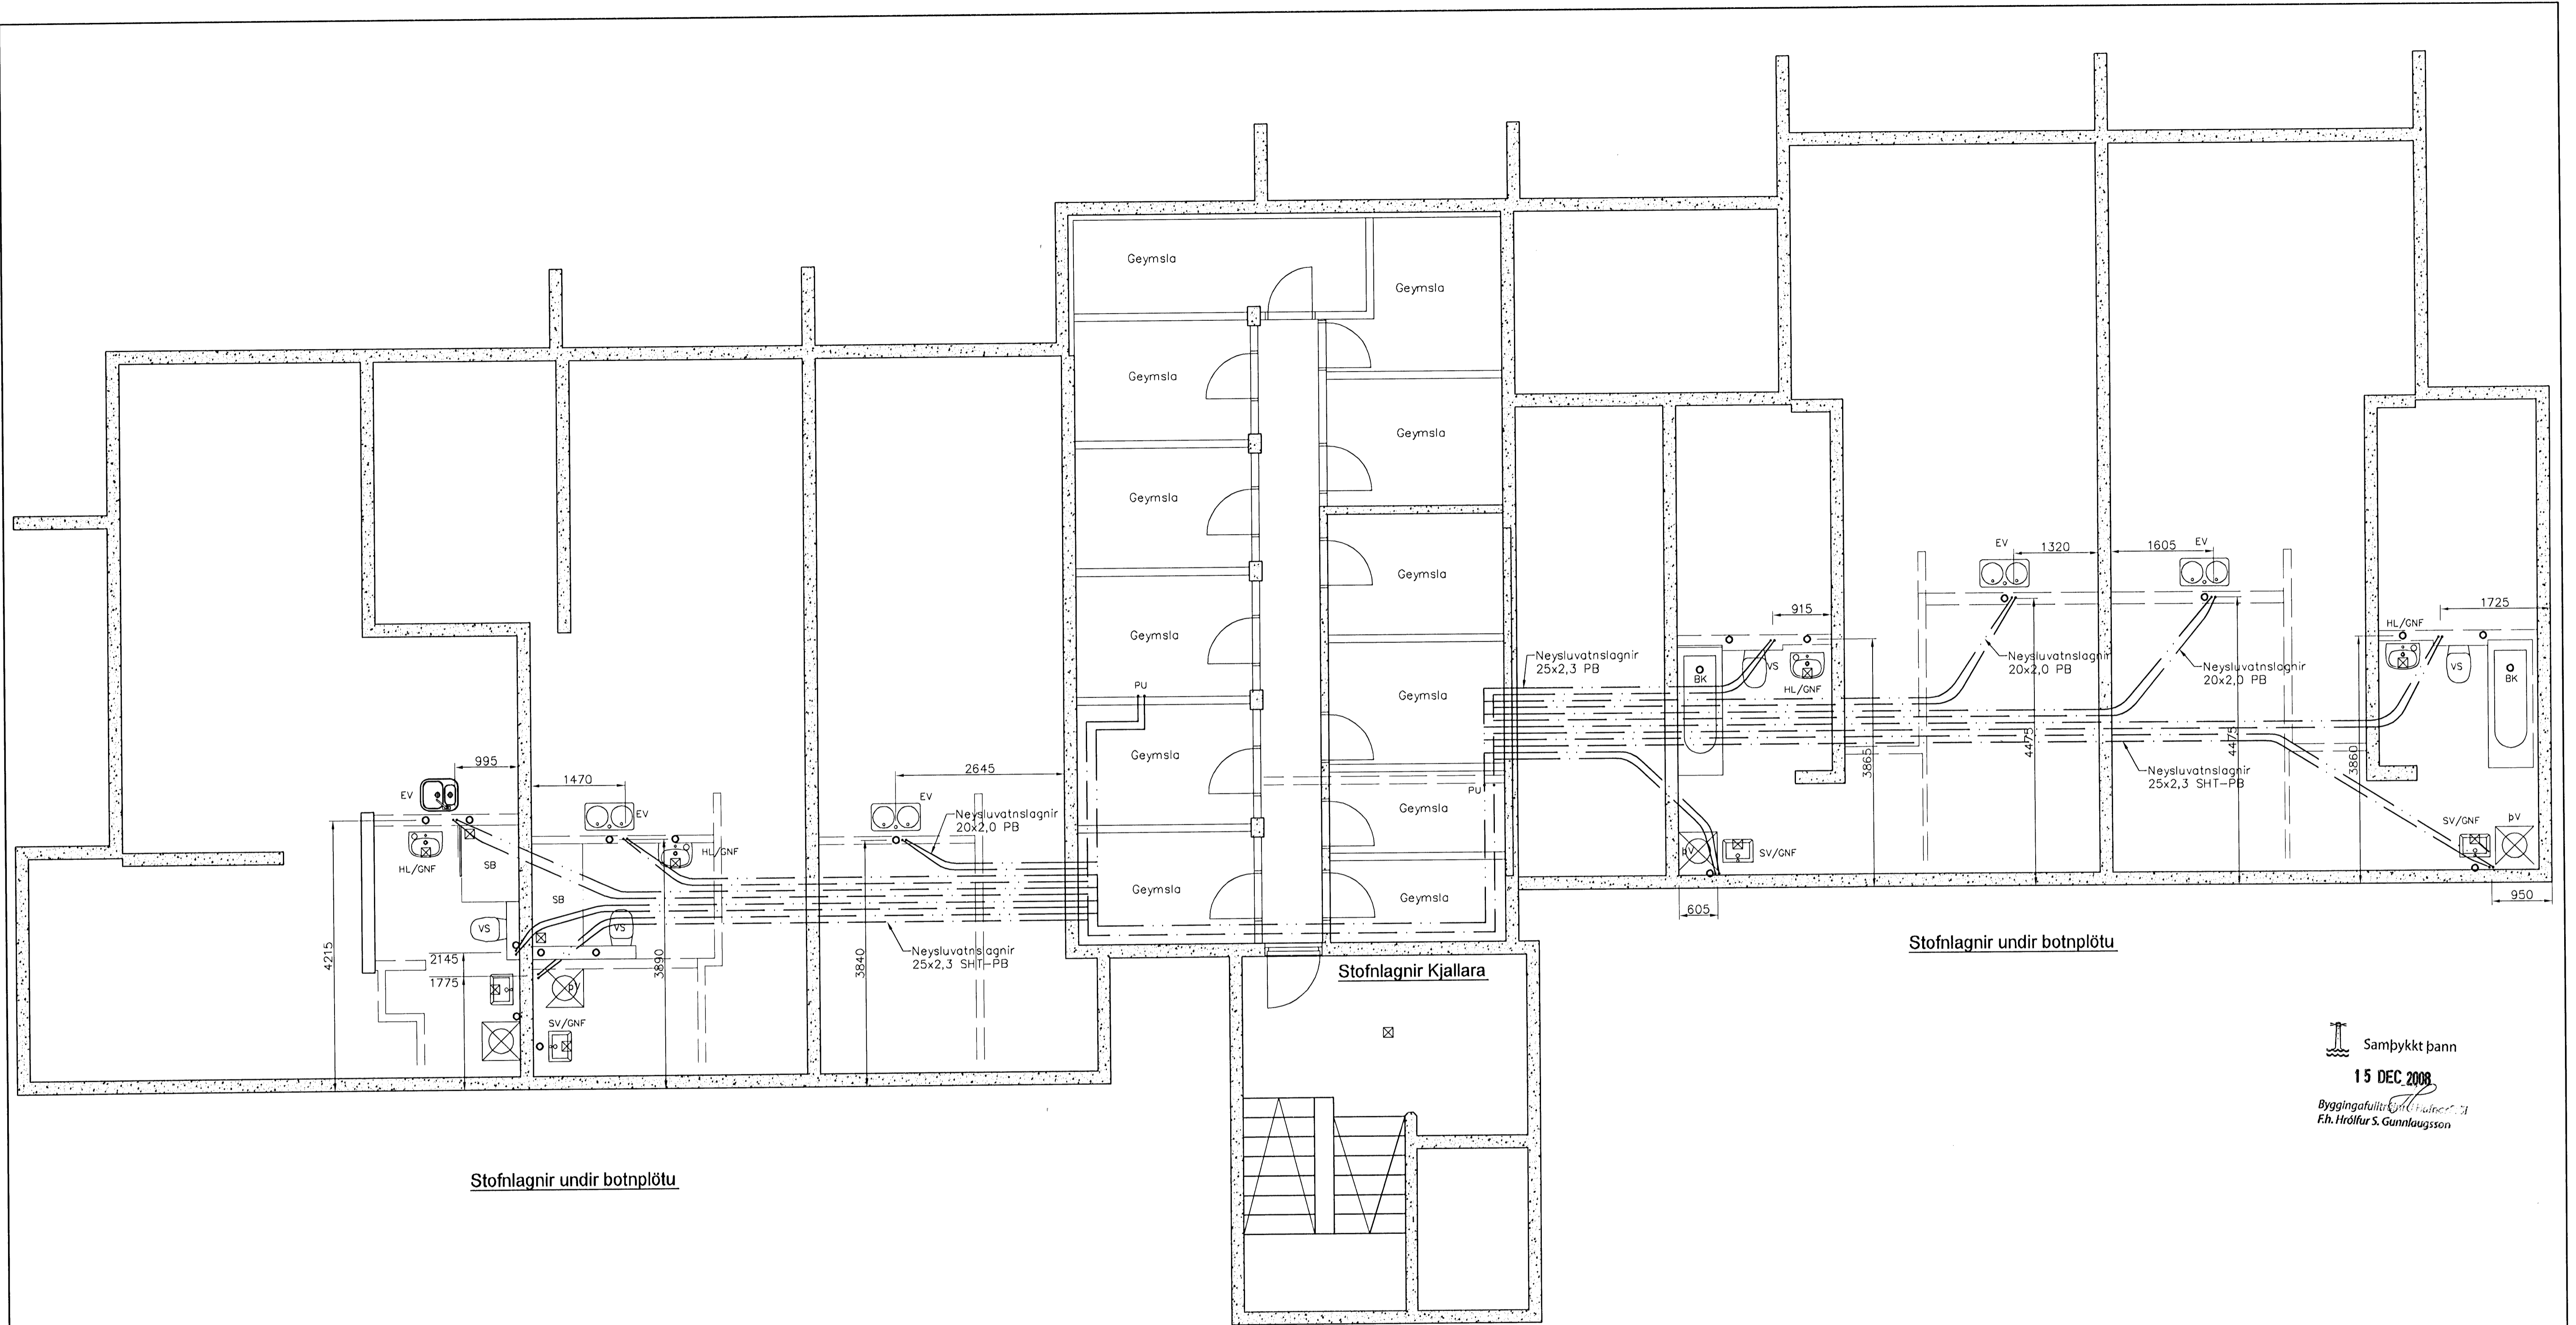 Geymsla
Geymsla
Geymsla
Geymsla
Geymsla
Geymsla
Geymsla
Geymsla
Geymsla
Geymsla
Geymsla
Geymsla
Geymsla
PU
PU
EV
1320
1605
EV
915
1725
HL/GNF
Neysluvatnslagnir
25x2,3 PB
Neysluvatnslagnir
20x2,0 PB
Neysluvatnslagnir
20x2,0 PB
VS
BK
HL/GNF
VS
BK
3865
4475
4475
3860
Neysluvatnslagnir
25x2,3 SHT-PB
SV/GNF
ÞV
ÞV
SV/GNF
605
950
Stofnlagnir undir botnplötu
995
1470
2645
EV
EV
EV
Neysluvatnslagnir
20x2,0 PB
HL/GNF
HL/GNF
SB
SB
VS
VS
4215
2145
1775
3890
3840
Neysluvatnslagnir
25x2,3 SHT-PB
ÞV
SV/GNF
Stofnlagnir Kjallara
Stofnlagnir undir botnplötu
Samþykkt þann
15 DEC 2008
F.h. Hrólfur S. Gunnlaugsson